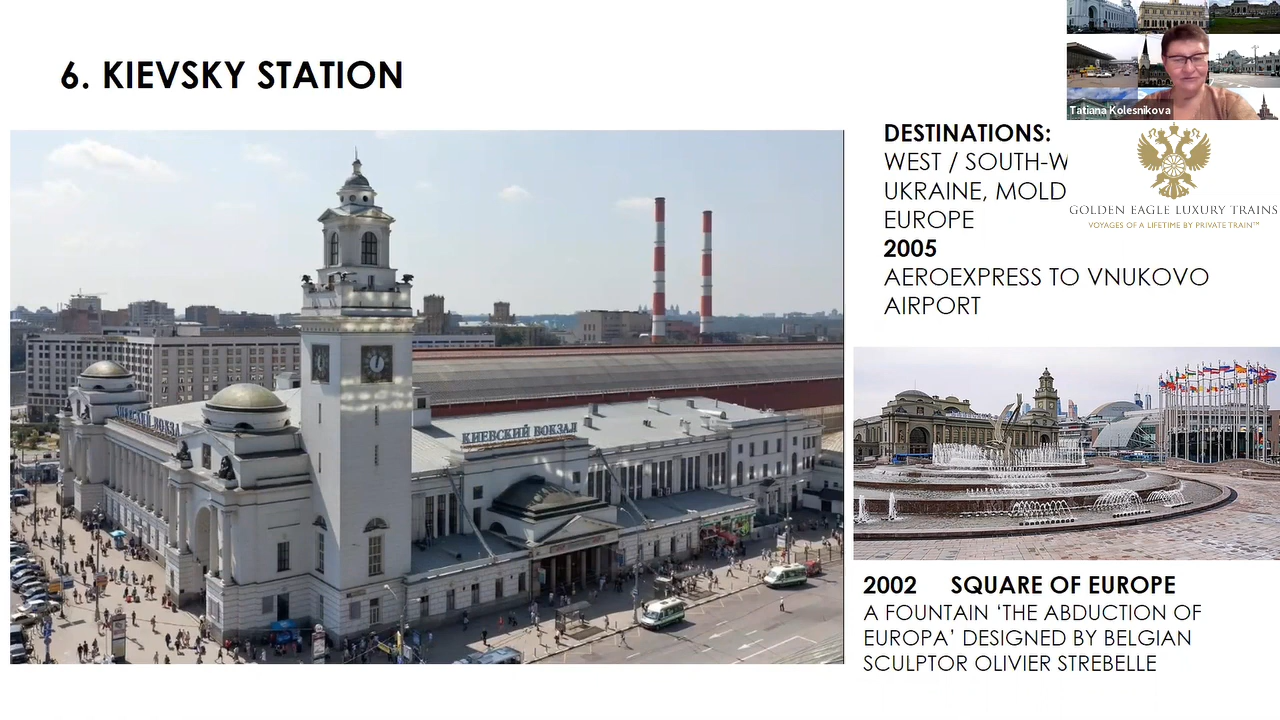 6. KIEVSKY STATION
Tatiana Kolesnikova
DESTINATIONS:
WEST / SOUTH-W
UKRAINE, MOLD
EUROPE
2005
AEROEXPRESS TO VNUKOVO
AIRPORT
GOLDEN EAGLE LUXURY TRAINS
VOYAGES OF A LIFETIME BY PRIVATE TRAIN™
КИЕВСКИЙ ВОКЗАЛ
2002 SQUARE OF EUROPE
A FOUNTAIN ‘THE ABDUCTION OF
EUROPA’ DESIGNED BY BELGIAN
SCULPTOR OLIVIER STREBELLE